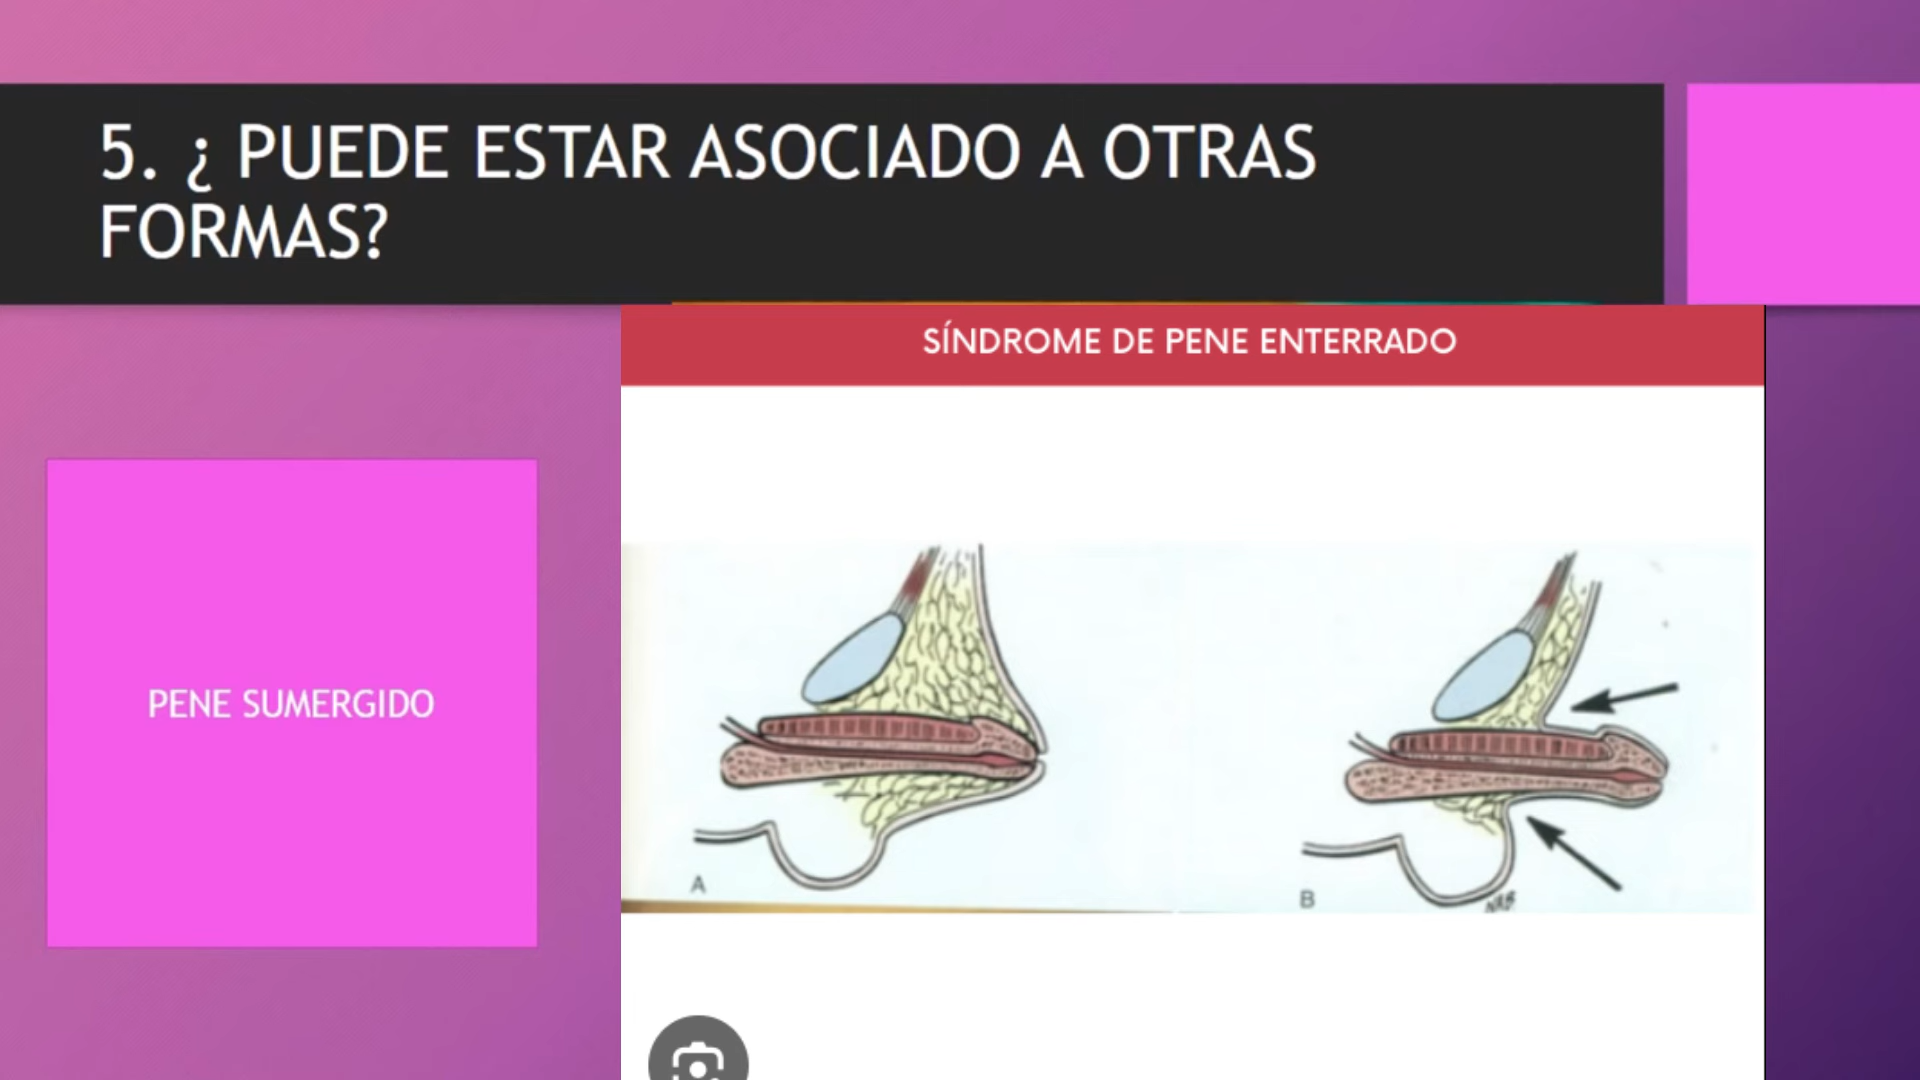 5. ¿ PUEDE ESTAR ASOCIADO A OTRAS
FORMAS?
SÍNDROME DE PENE ENTERRADO
PENE SUMERGIDO
A
B